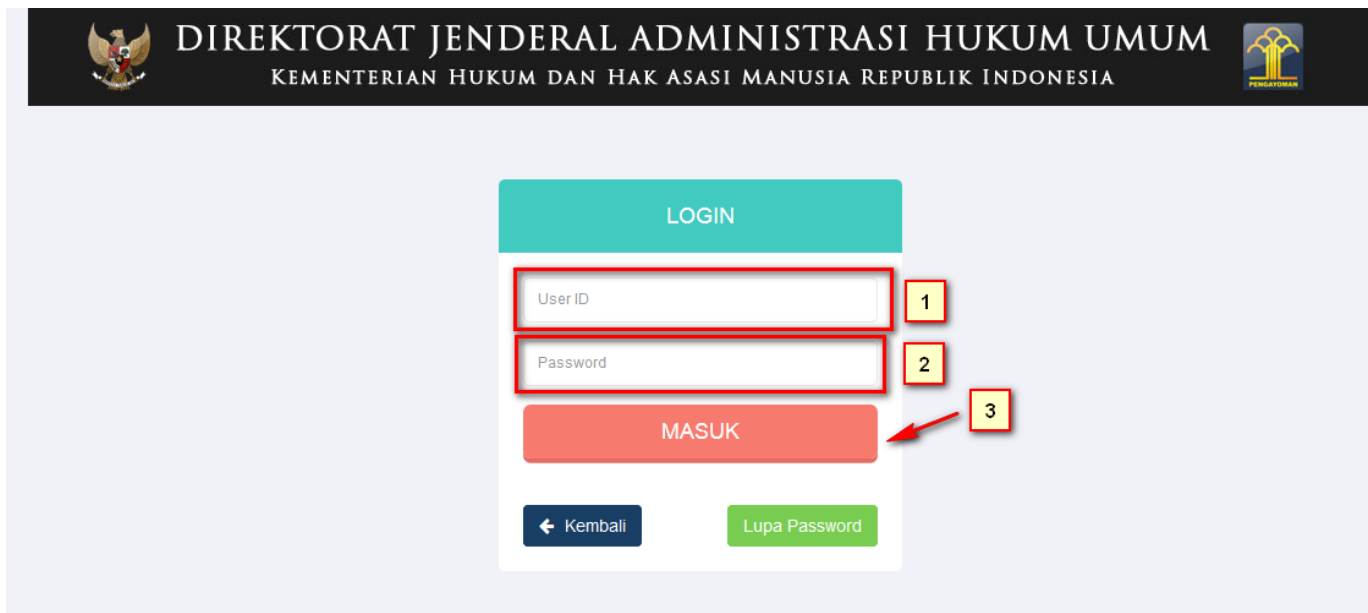 DIREKTORAT JENDERAL ADMINISTRASI HUKUM UMUM
KEMENTERIAN HUKUM DAN HAK ASASI MANUSIA REPUBLIK INDONESIA
PENGAYOMAN
LOGIN
User ID
1
Password
2
3
MASUK
Kembali
Lupa Password